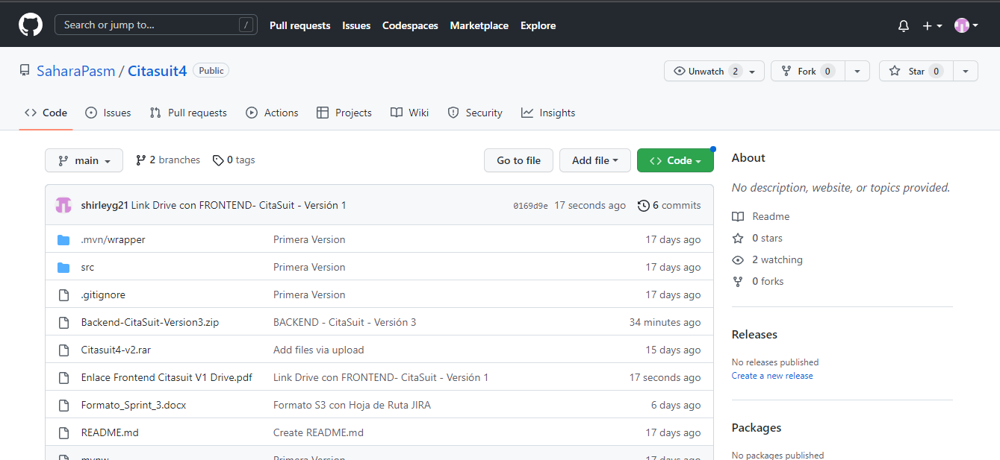 Search or jump to... / Pull requests Issues Codespaces Marketplace Explore
SaharaPasm / Citasuit4 Public Unwatch 2 Fork 0 Star 0
Code Issues Pull requests Actions Projects Wiki Security Insights
main 2 branches 0 tags Go to file Add file Code
shirleyg21 Link Drive con FRONTEND- CitaSuit - Versión 1 0169d9e 17 seconds ago 6 commits
.mvn/wrapper Primera Version 17 days ago
src Primera Version 17 days ago
.gitignore Primera Version 17 days ago
Backend-CitaSuit-Version3.zip BACKEND - CitaSuit - Versión 3 34 minutes ago
Citasuit4-v2.rar Add files via upload 15 days ago
Enlace Frontend Citasuit V1 Drive.pdf Link Drive con FRONTEND- CitaSuit - Versión 1 17 seconds ago
Formato_Sprint_3.docx Formato S3 con Hoja de Ruta JIRA 6 days ago
README.md Create README.md 17 days ago
mvnw Primera Version 17 days ago
About
No description, website, or topics provided.
Readme
0 stars
2 watching
0 forks
Releases
No releases published
Create a new release
Packages
No packages published